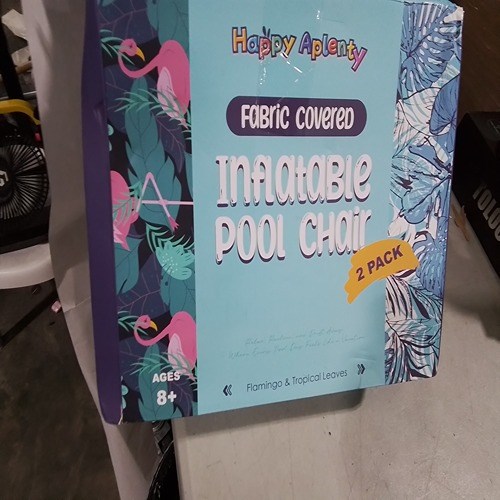 Happy Aplenty
FABRIC COVERED
INFLATABLE
POOL CHAIR
2 PACK
AGES
8+
« Flamingo & Tropical Leaves »